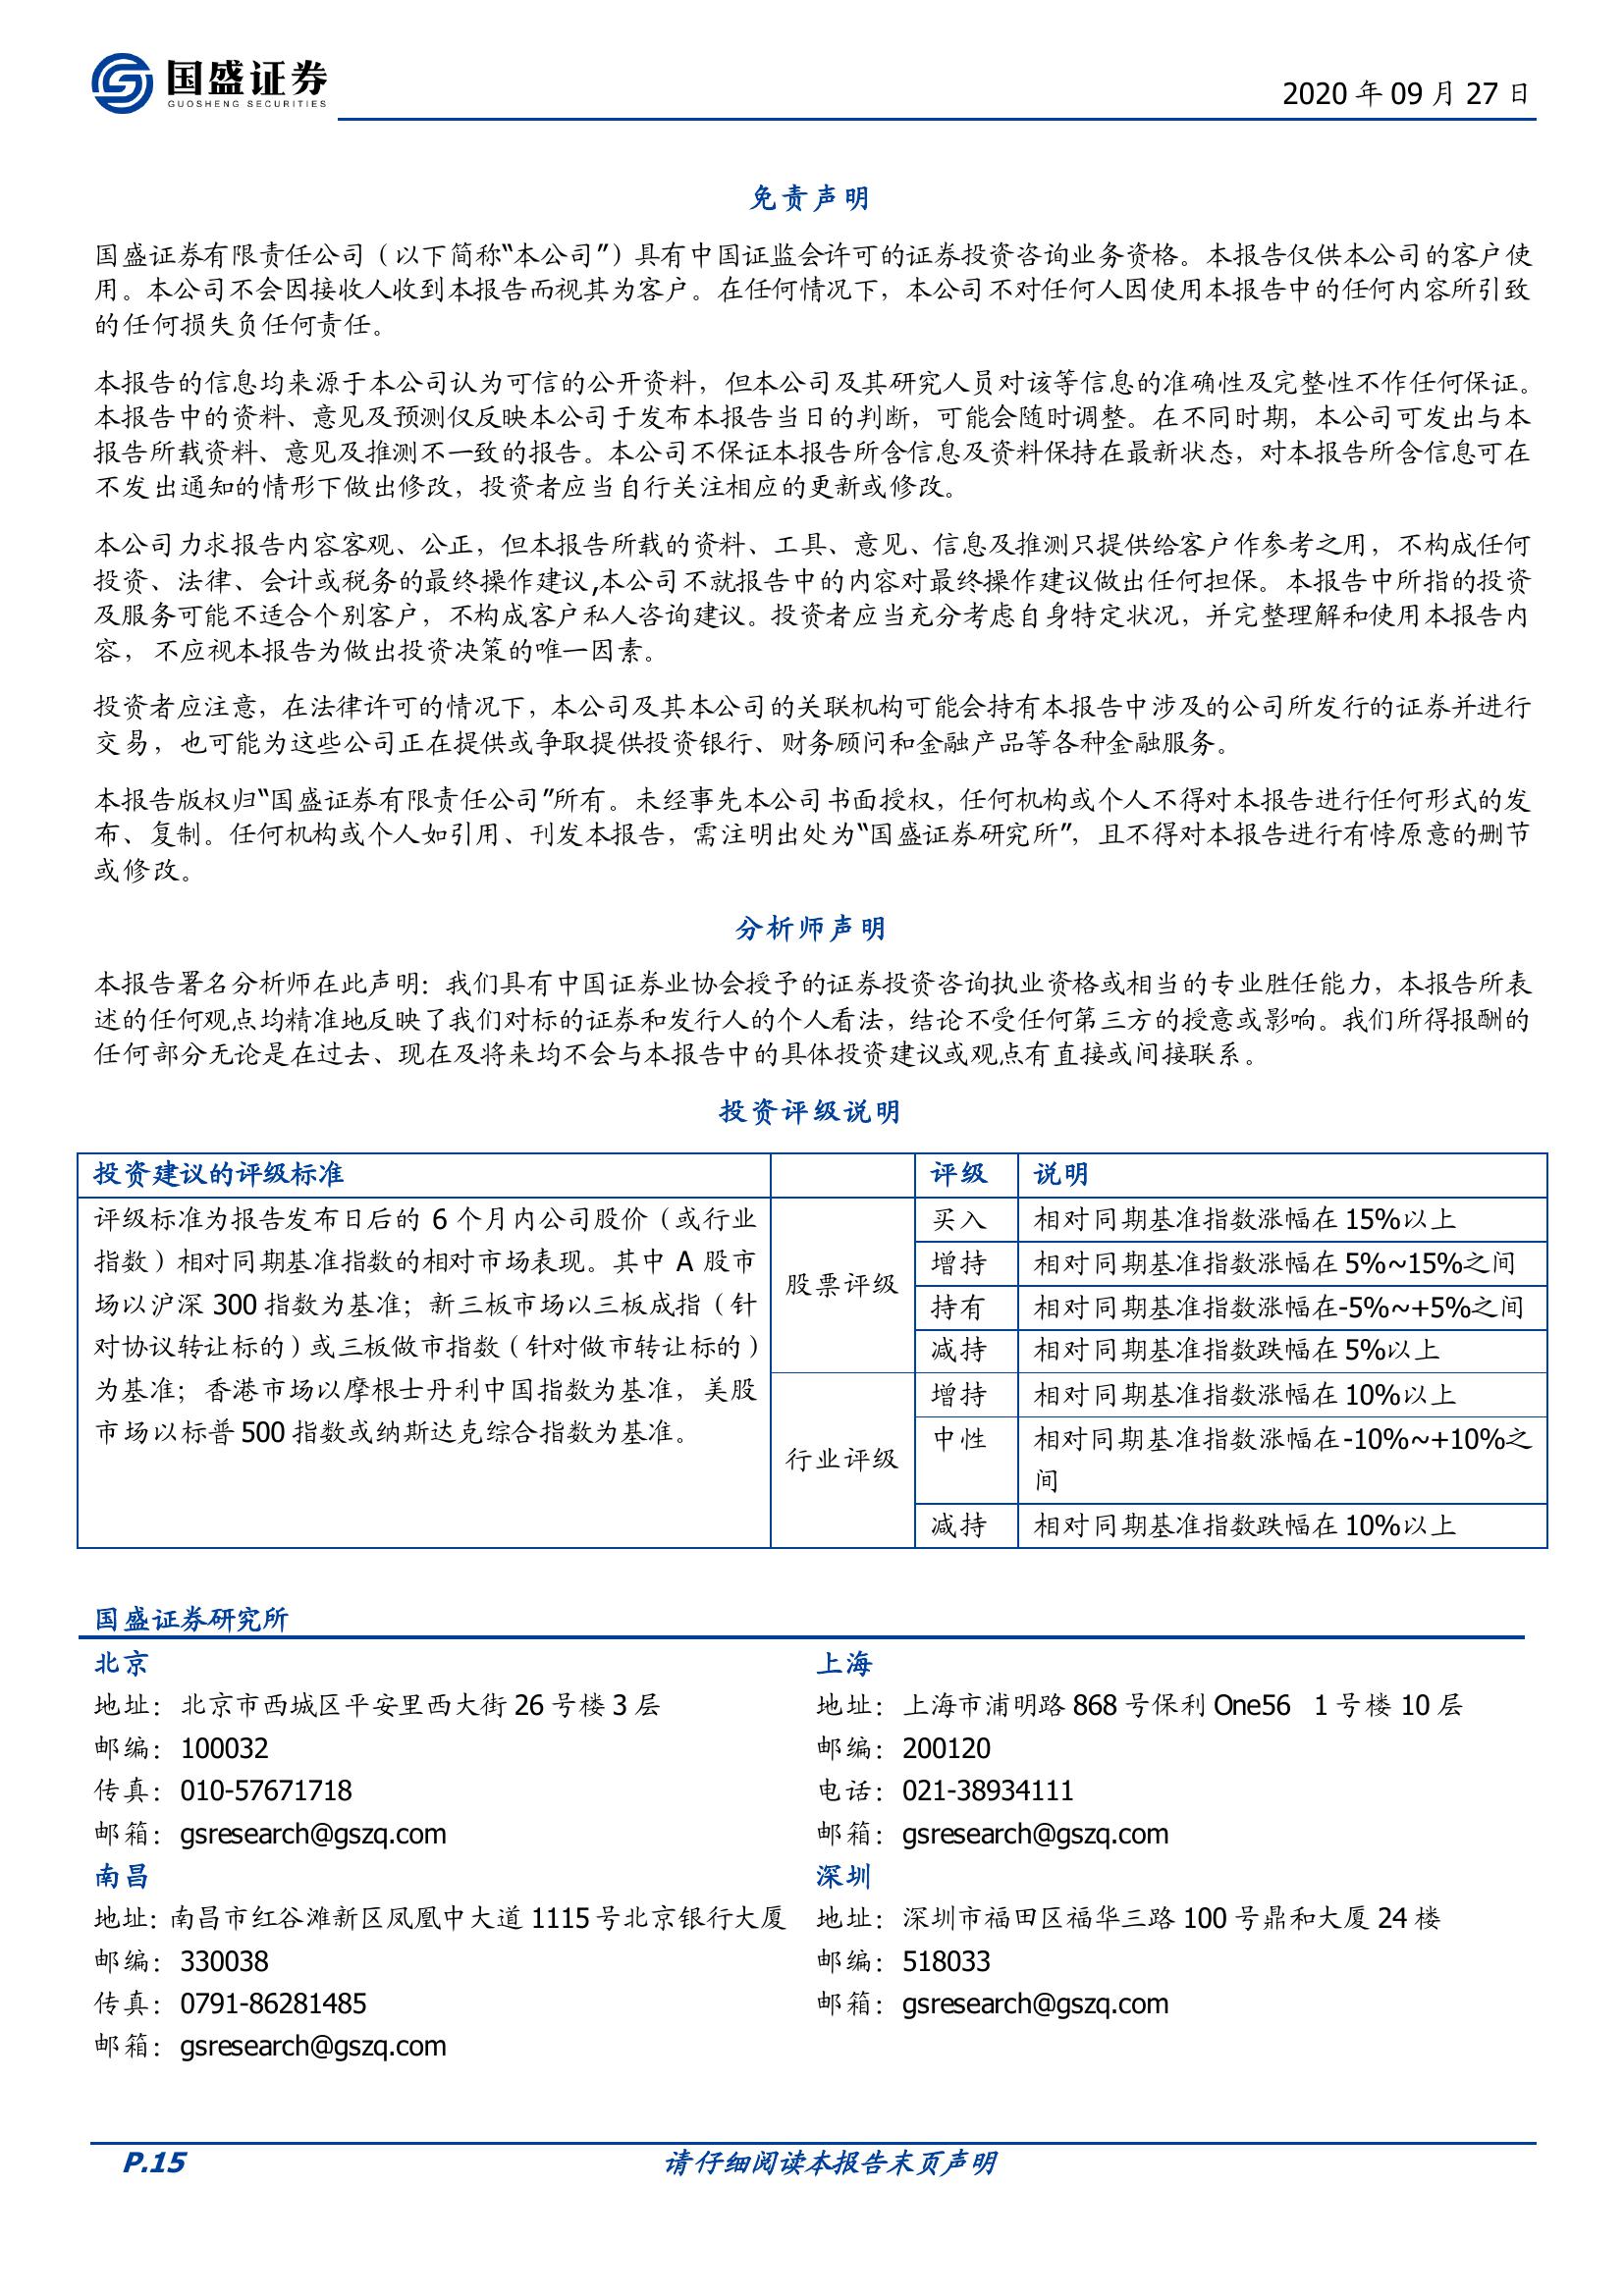 国盛证券
GUOSHENG SECURITIES
2020 年 09 月 27 日
免责声明
国盛证券有限责任公司（以下简称“本公司”）具有中国证监会许可的证券投资咨询业务资格。本报告仅供本公司的客户使
用。本公司不会因接收人收到本报告而视其为客户。在任何情况下，本公司不对任何人因使用本报告中的任何内容所引致
的任何损失负任何责任。
本报告的信息均来源于本公司认为可信的公开资料，但本公司及其研究人员对该等信息的准确性及完整性不作任何保证。
本报告中的资料、意见及预测仅反映本公司于发布本报告当日的判断，可能会随时调整。在不同时期，本公司可发出与本
报告所载资料、意见及推测不一致的报告。本公司不保证本报告所含信息及资料保持在最新状态，对本报告所含信息可在
不发出通知的情形下做出修改，投资者应当自行关注相应的更新或修改。
本公司力求报告内容客观、公正，但本报告所载的资料、工具、意见、信息及推测只提供给客户作参考之用，不构成任何
投资、法律、会计或税务的最终操作建议,本公司不就报告中的内容对最终操作建议做出任何担保。本报告中所指的投资
及服务可能不适合个别客户，不构成客户私人咨询建议。投资者应当充分考虑自身特定状况，并完整理解和使用本报告内
容， 不应视本报告为做出投资决策的唯一因素。
投资者应注意，在法律许可的情况下，本公司及其本公司的关联机构可能会持有本报告中涉及的公司所发行的证券并进行
交易，也可能为这些公司正在提供或争取提供投资银行、财务顾问和金融产品等各种金融服务。
本报告版权归“国盛证券有限责任公司”所有。未经事先本公司书面授权，任何机构或个人不得对本报告进行任何形式的发
布、复制。任何机构或个人如引用、刊发本报告，需注明出处为“国盛证券研究所”，且不得对本报告进行有悖原意的删节
或修改。
分析师声明
本报告署名分析师在此声明：我们具有中国证券业协会授予的证券投资咨询执业资格或相当的专业胜任能力，本报告所表
述的任何观点均精准地反映了我们对标的证券和发行人的个人看法，结论不受任何第三方的授意或影响。我们所得报酬的
任何部分无论是在过去、现在及将来均不会与本报告中的具体投资建议或观点有直接或间接联系。
投资评级说明
投资建议的评级标准 评级 说明
评级标准为报告发布日后的 6 个月内公司股价（或行业
指数）相对同期基准指数的相对市场表现。其中 A 股市
场以沪深 300 指数为基准；新三板市场以三板成指（针
对协议转让标的）或三板做市指数（针对做市转让标的）
为基准；香港市场以摩根士丹利中国指数为基准，美股
市场以标普 500 指数或纳斯达克综合指数为基准。
股票评级
买入 相对同期基准指数涨幅在 15%以上
增持 相对同期基准指数涨幅在 5%~15%之间
持有 相对同期基准指数涨幅在-5%~+5%之间
减持 相对同期基准指数跌幅在 5%以上
行业评级
增持 相对同期基准指数涨幅在 10%以上
中性 相对同期基准指数涨幅在-10%~+10%之
间
减持 相对同期基准指数跌幅在 10%以上
国盛证券研究所
北京
地址：北京市西城区平安里西大街 26 号楼 3 层
邮编：100032
传真：010-57671718
邮箱：gsresearch@gszq.com
上海
地址：上海市浦明路 868 号保利 One56 1 号楼 10 层
邮编：200120
电话：021-38934111
邮箱：gsresearch@gszq.com
南昌
地址：南昌市红谷滩新区凤凰中大道 1115 号北京银行大厦
邮编：330038
传真：0791-86281485
邮箱：gsresearch@gszq.com
深圳
地址：深圳市福田区福华三路 100 号鼎和大厦 24 楼
邮编：518033
邮箱：gsresearch@gszq.com
P.15
请仔细阅读本报告末页声明